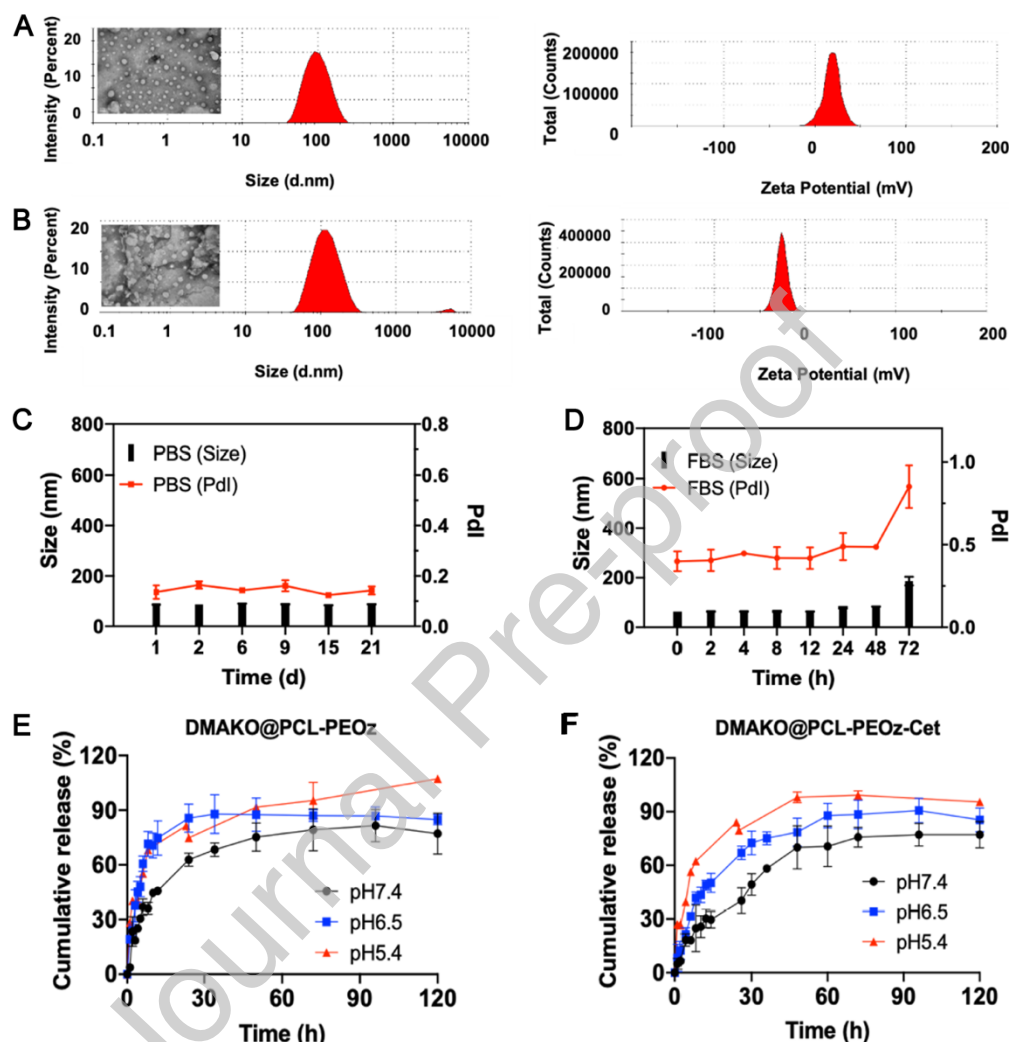 A
Intensity (Percent)
20
10
0
0.1 1 10 100 1000 10000
Size (d.nm)
Total (Counts)
200000
100000
0
-100 0 100 200
Zeta Potential (mV)
B
Intensity (Percent)
20
10
0
0.1 1 10 100 1000 10000
Size (d.nm)
Total (Counts)
400000
200000
0
-100 0 100 200
Zeta Potential (mV)
C
Size (nm)
800
600
400
200
0
PBS (Size)
PBS (PdI)
0.8
0.6
0.4
0.2
0.0
PdI
1 2 6 9 15 21
Time (d)
D
Size (nm)
800
600
400
200
0
FBS (Size)
FBS (PdI)
1.0
0.5
0.0
PdI
0 2 4 8 12 24 48 72
Time (h)
E
DMAKO@PCL-PEOz
Cumulative release (%)
120
90
60
30
0
pH7.4
pH6.5
pH5.4
0 30 60 90 120
Time (h)
F
DMAKO@PCL-PEOz-Cet
Cumulative release (%)
120
90
60
30
0
pH7.4
pH6.5
pH5.4
0 30 60 90 120
Time (h)
Journal Pre-proof